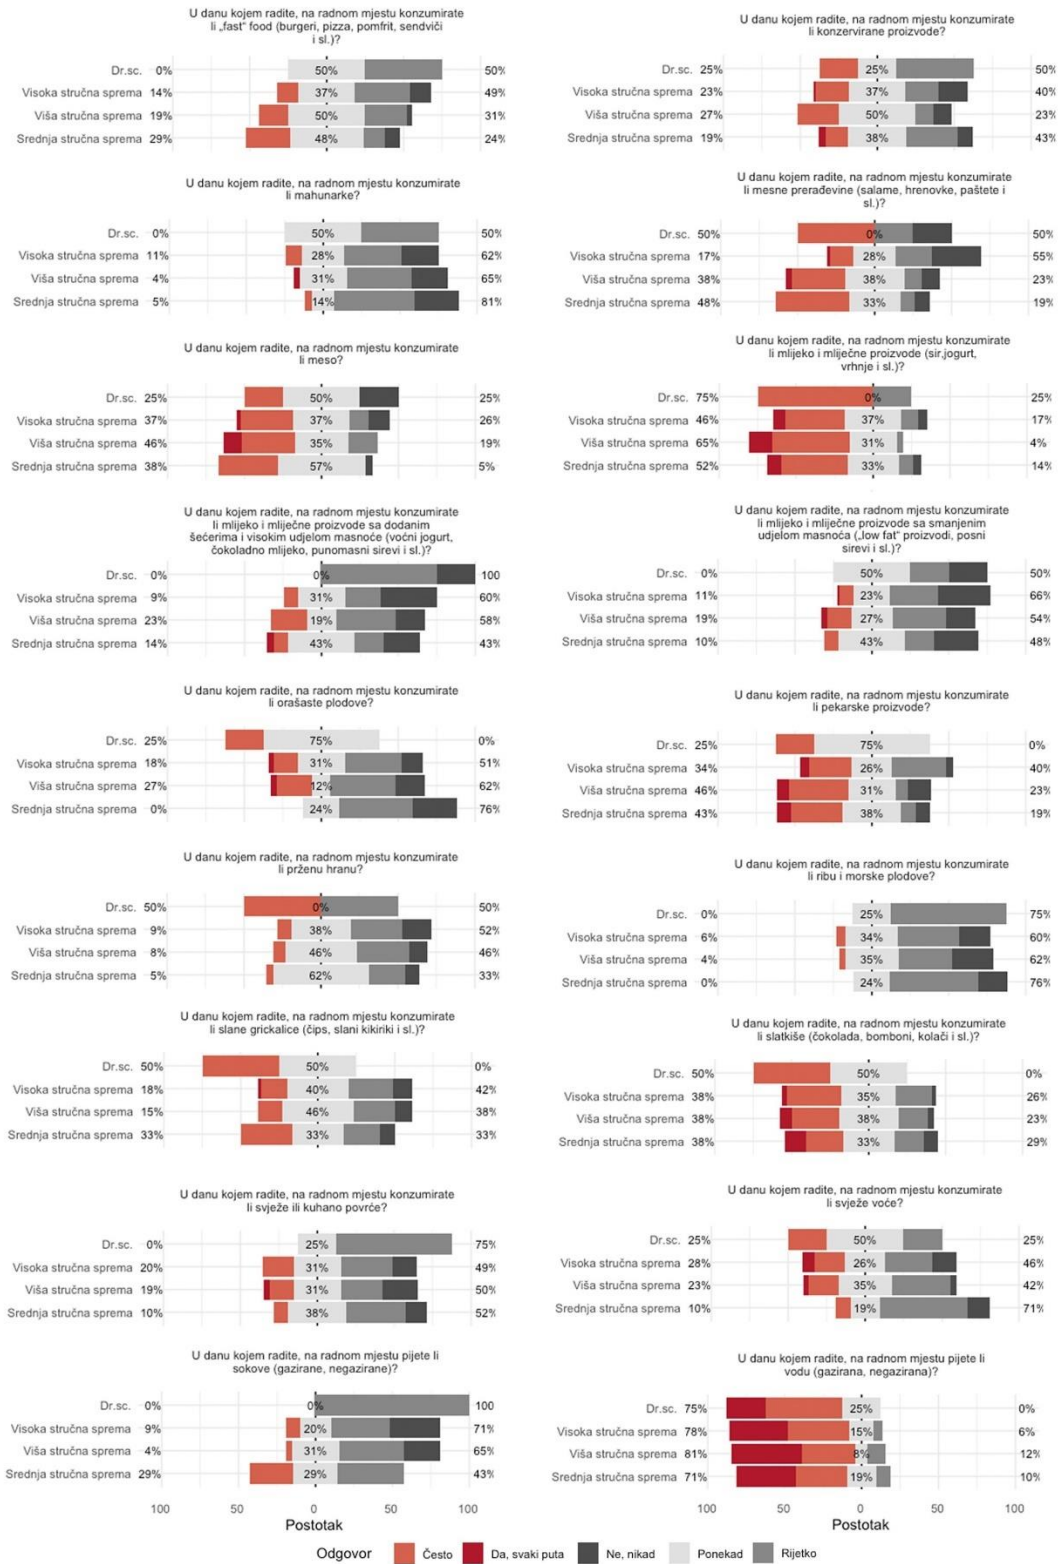 U danu kojem radite, na radnom mjestu konzumirate
li „fast“ food (burgeri, pizza, pomfrit, sendviči
i sl.)?
Dr.sc. 0% 50% 50%
Visoka stručna sprema 14% 37% 49%
Viša stručna sprema 19% 50% 31%
Srednja stručna sprema 29% 48% 24%
U danu kojem radite, na radnom mjestu konzumirate
li konzervirane proizvode?
Dr.sc. 25% 25% 50%
Visoka stručna sprema 23% 37% 40%
Viša stručna sprema 27% 50% 23%
Srednja stručna sprema 19% 38% 43%
U danu kojem radite, na radnom mjestu konzumirate
li mahunarke?
Dr.sc. 0% 50% 50%
Visoka stručna sprema 11% 28% 62%
Viša stručna sprema 4% 31% 65%
Srednja stručna sprema 5% 14% 81%
U danu kojem radite, na radnom mjestu konzumirate
li mesne prerađevine (salame, hrenovke, paštete i
sl.)?
Dr.sc. 50% 0% 50%
Visoka stručna sprema 17% 28% 55%
Viša stručna sprema 38% 38% 23%
Srednja stručna sprema 48% 33% 19%
U danu kojem radite, na radnom mjestu konzumirate
li meso?
Dr.sc. 25% 50% 25%
Visoka stručna sprema 37% 37% 26%
Viša stručna sprema 46% 35% 19%
Srednja stručna sprema 38% 57% 5%
U danu kojem radite, na radnom mjestu konzumirate
li mlijeko i mliječne proizvode (sir,jogurt,
vrhnje i sl.)?
Dr.sc. 75% 0% 25%
Visoka stručna sprema 46% 37% 17%
Viša stručna sprema 65% 31% 4%
Srednja stručna sprema 52% 33% 14%
U danu kojem radite, na radnom mjestu konzumirate
li mlijeko i mliječne proizvode sa dodanim
šećerima i visokim udjelom masnoće (voćni jogurt,
čokoladno mlijeko, punomasni sirevi i sl.)?
Dr.sc. 0% 0% 100
Visoka stručna sprema 9% 31% 60%
Viša stručna sprema 23% 19% 58%
Srednja stručna sprema 14% 43% 43%
U danu kojem radite, na radnom mjestu konzumirate
li mlijeko i mliječne proizvode sa smanjenim
udjelom masnoća („low fat“ proizvodi, posni
sirevi i sl.)?
Dr.sc. 0% 50% 50%
Visoka stručna sprema 11% 23% 66%
Viša stručna sprema 19% 27% 54%
Srednja stručna sprema 10% 43% 48%
U danu kojem radite, na radnom mjestu konzumirate
li orašaste plodove?
Dr.sc. 25% 75% 0%
Visoka stručna sprema 18% 31% 51%
Viša stručna sprema 27% 12% 62%
Srednja stručna sprema 0% 24% 76%
U danu kojem radite, na radnom mjestu konzumirate
li pekarske proizvode?
Dr.sc. 25% 75% 0%
Visoka stručna sprema 34% 26% 40%
Viša stručna sprema 46% 31% 23%
Srednja stručna sprema 43% 38% 19%
U danu kojem radite, na radnom mjestu konzumirate
li prženu hranu?
Dr.sc. 50% 0% 50%
Visoka stručna sprema 9% 38% 52%
Viša stručna sprema 8% 46% 46%
Srednja stručna sprema 5% 62% 33%
U danu kojem radite, na radnom mjestu konzumirate
li ribu i morske plodove?
Dr.sc. 0% 25% 75%
Visoka stručna sprema 6% 34% 60%
Viša stručna sprema 4% 35% 62%
Srednja stručna sprema 0% 24% 76%
U danu kojem radite, na radnom mjestu konzumirate
li slane grickalice (čips, slani kikiriki i sl.)?
Dr.sc. 50% 50% 0%
Visoka stručna sprema 18% 40% 42%
Viša stručna sprema 15% 46% 38%
Srednja stručna sprema 33% 33% 33%
U danu kojem radite, na radnom mjestu konzumirate
li slatkiše (čokolada, bomboni, kolači i sl.)?
Dr.sc. 50% 50% 0%
Visoka stručna sprema 38% 35% 26%
Viša stručna sprema 38% 38% 23%
Srednja stručna sprema 38% 33% 29%
U danu kojem radite, na radnom mjestu konzumirate
li svježe ili kuhano povrće?
Dr.sc. 0% 25% 75%
Visoka stručna sprema 20% 31% 49%
Viša stručna sprema 19% 31% 50%
Srednja stručna sprema 10% 38% 52%
U danu kojem radite, na radnom mjestu konzumirate
li svježe voće?
Dr.sc. 25% 50% 25%
Visoka stručna sprema 28% 26% 46%
Viša stručna sprema 23% 35% 42%
Srednja stručna sprema 10% 19% 71%
U danu kojem radite, na radnom mjestu pijete li
sokove (gazirane, negazirane)?
Dr.sc. 0% 0% 100
Visoka stručna sprema 9% 20% 71%
Viša stručna sprema 4% 31% 65%
Srednja stručna sprema 29% 29% 43%
100 50 0 50 100
Postotak
U danu kojem radite, na radnom mjestu pijete li
vodu (gazirana, negazirana)?
Dr.sc. 75% 25% 0%
Visoka stručna sprema 78% 15% 6%
Viša stručna sprema 81% 8% 12%
Srednja stručna sprema 71% 19% 10%
100 50 0 50 100
Postotak
Odgovor Često Da, svaki puta Ne, nikad Ponekad Rijetko